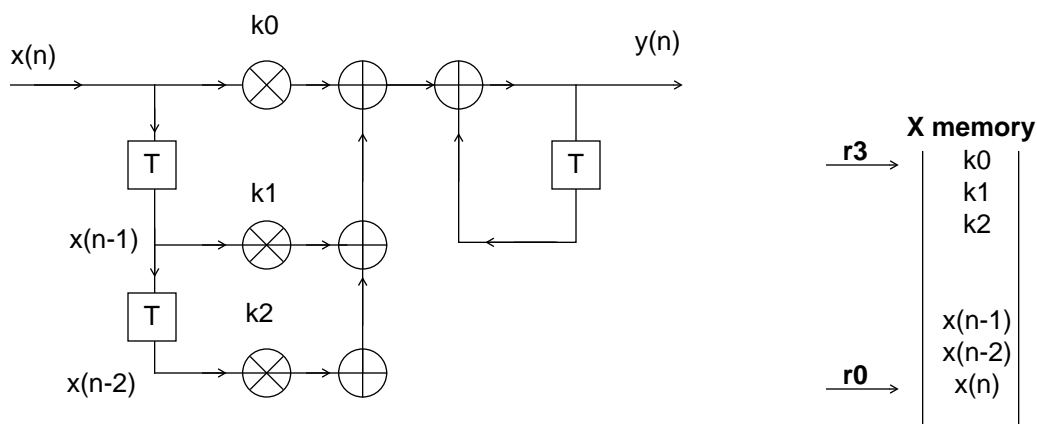 k0
x(n)
y(n)
T
T
k1
x(n-1)
T
k2
x(n-2)
X memory
r3
k0
k1
k2
x(n-1)
x(n-2)
r0
x(n)